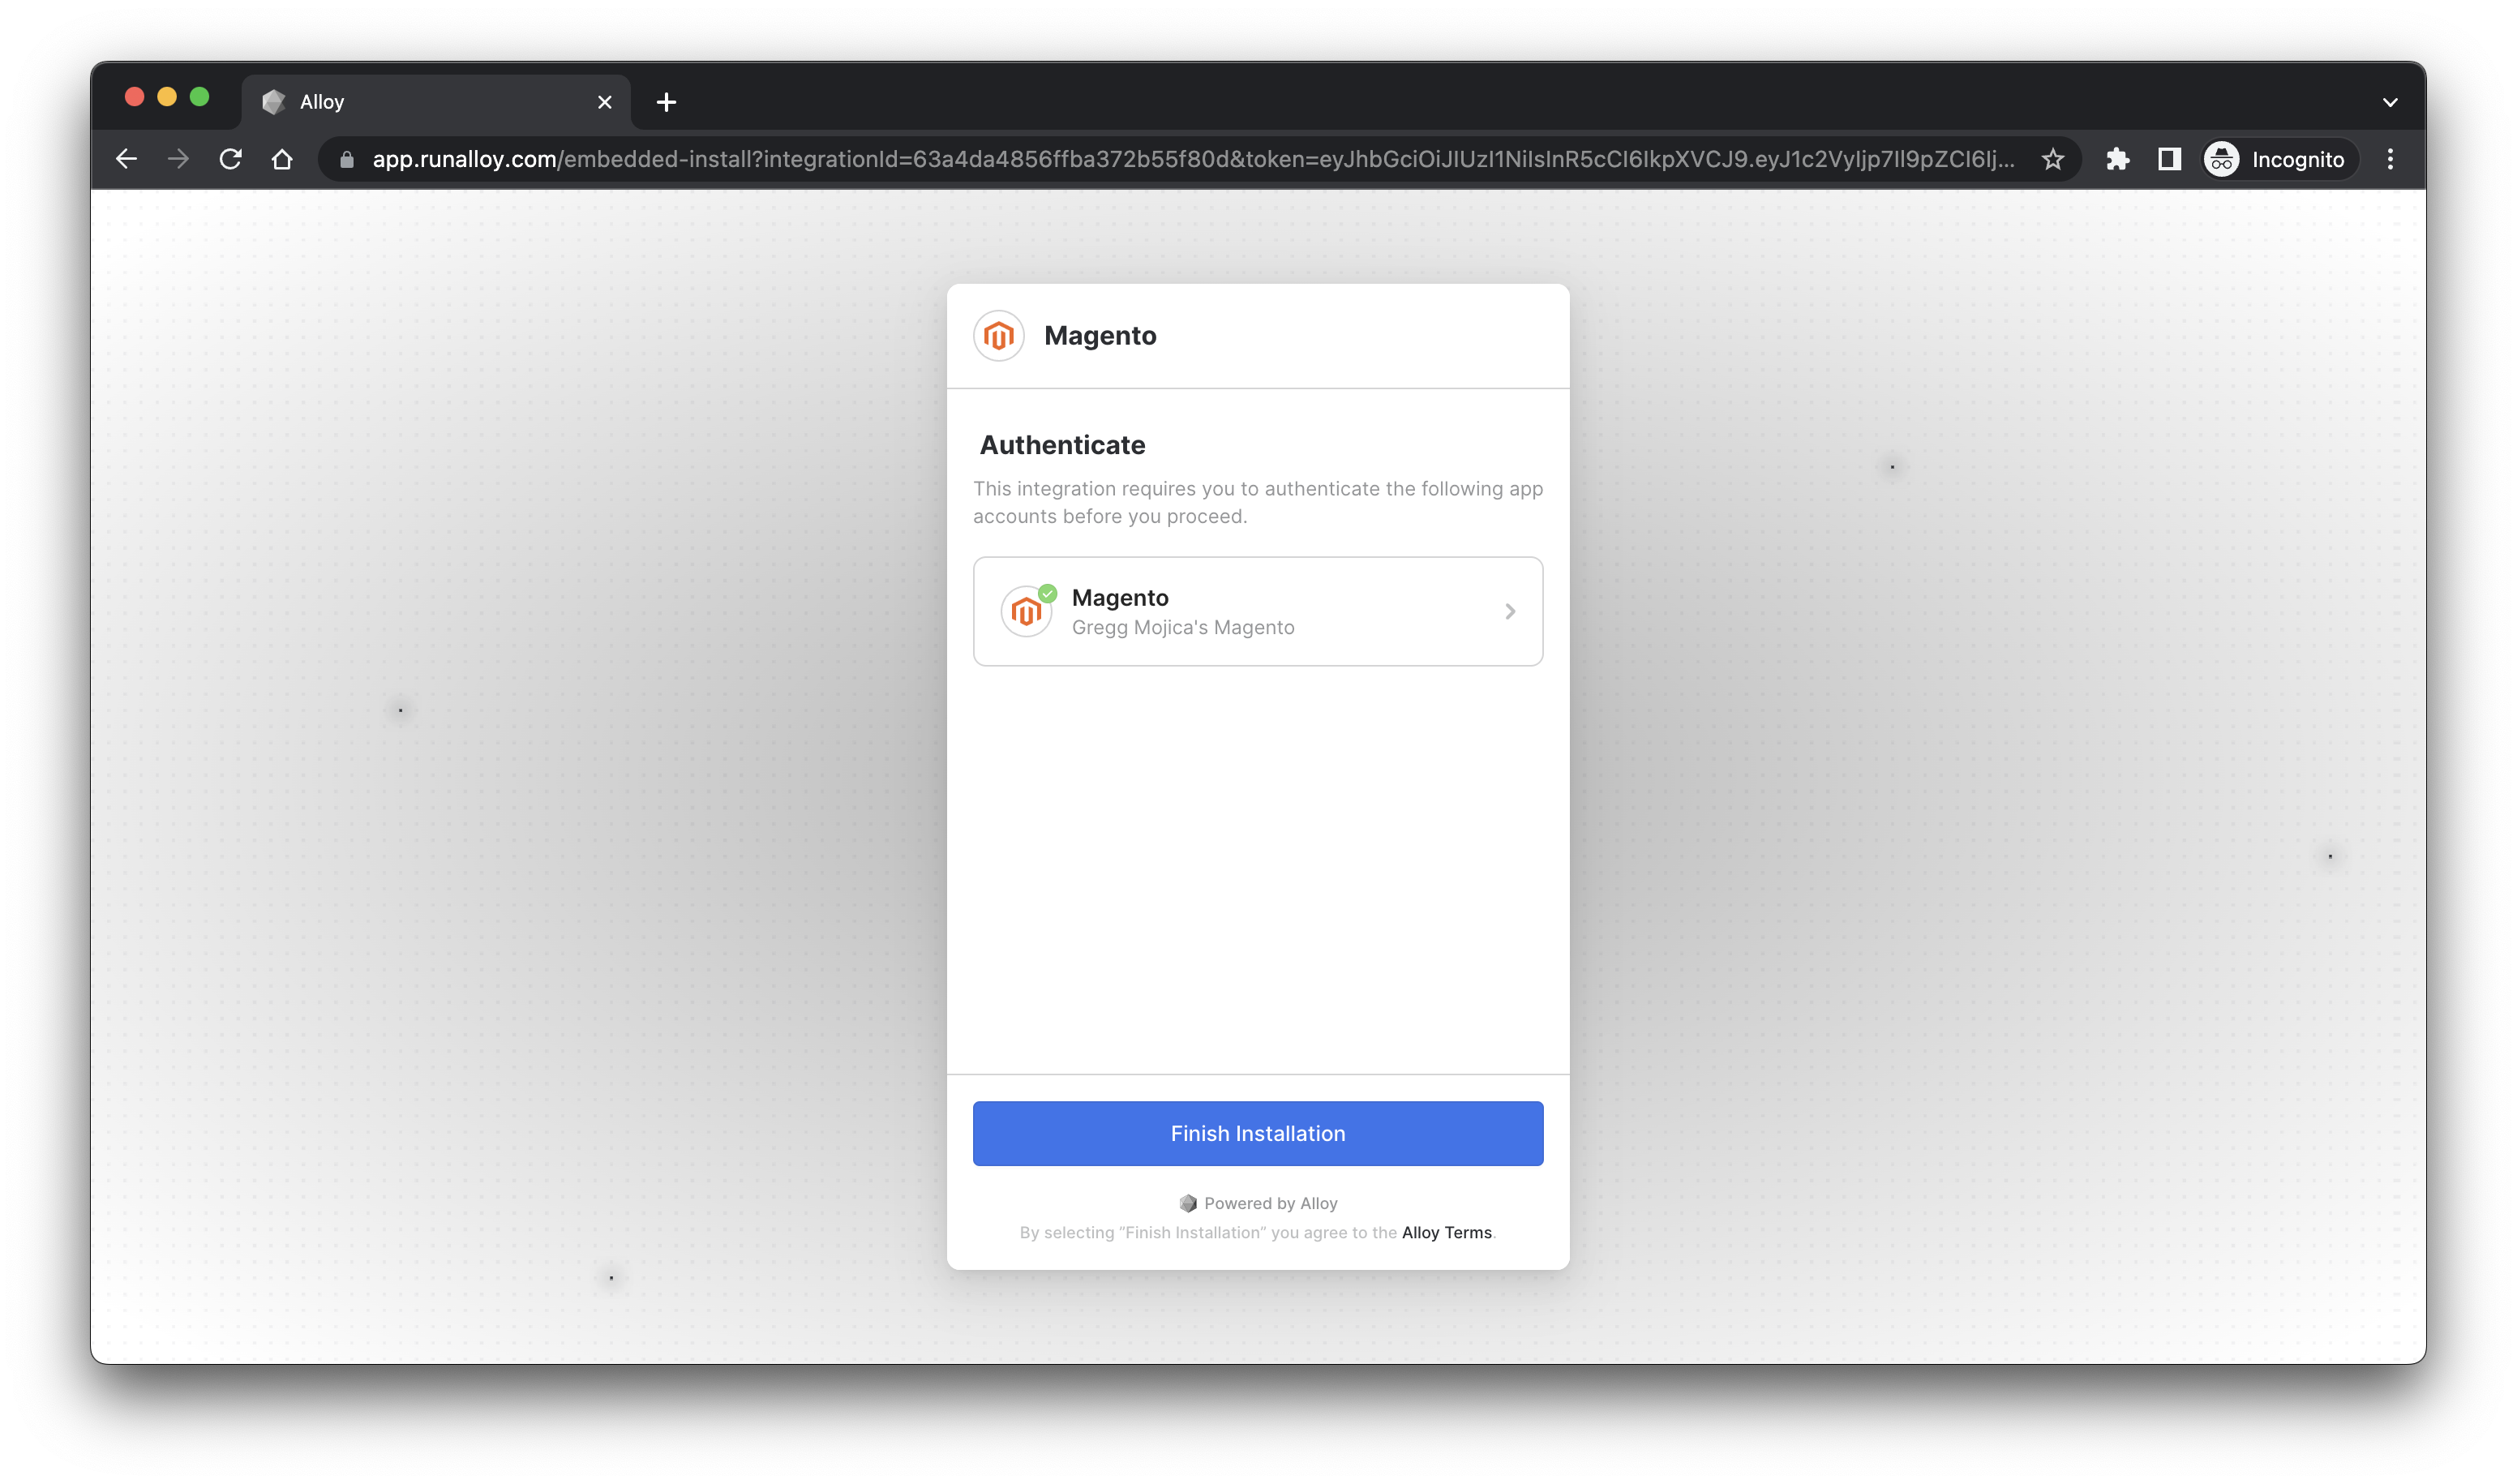 Alloy
app.runalloy.com/embedded-install?integrationId=63a4da4856ffba372b55f80d&token=eyJhbGciOiJIUzI1NiIsInR5cCI6IkpXVCJ9.eyJ1c2VyIjp7Il9pZCI6Ij...
Incognito
Magento
Authenticate
This integration requires you to authenticate the following app
accounts before you proceed.
Magento
Gregg Mojica's Magento
Finish Installation
Powered by Alloy
By selecting “Finish Installation” you agree to the Alloy Terms.